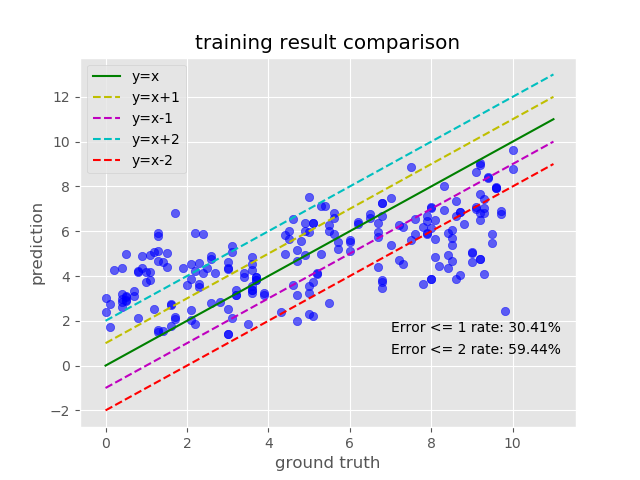 training result comparison
y=x
y=x+1
y=x-1
y=x+2
y=x-2
12
10
8
6
4
2
0
−2
prediction
Error <= 1 rate: 30.41%
Error <= 2 rate: 59.44%
0 2 4 6 8 10
ground truth